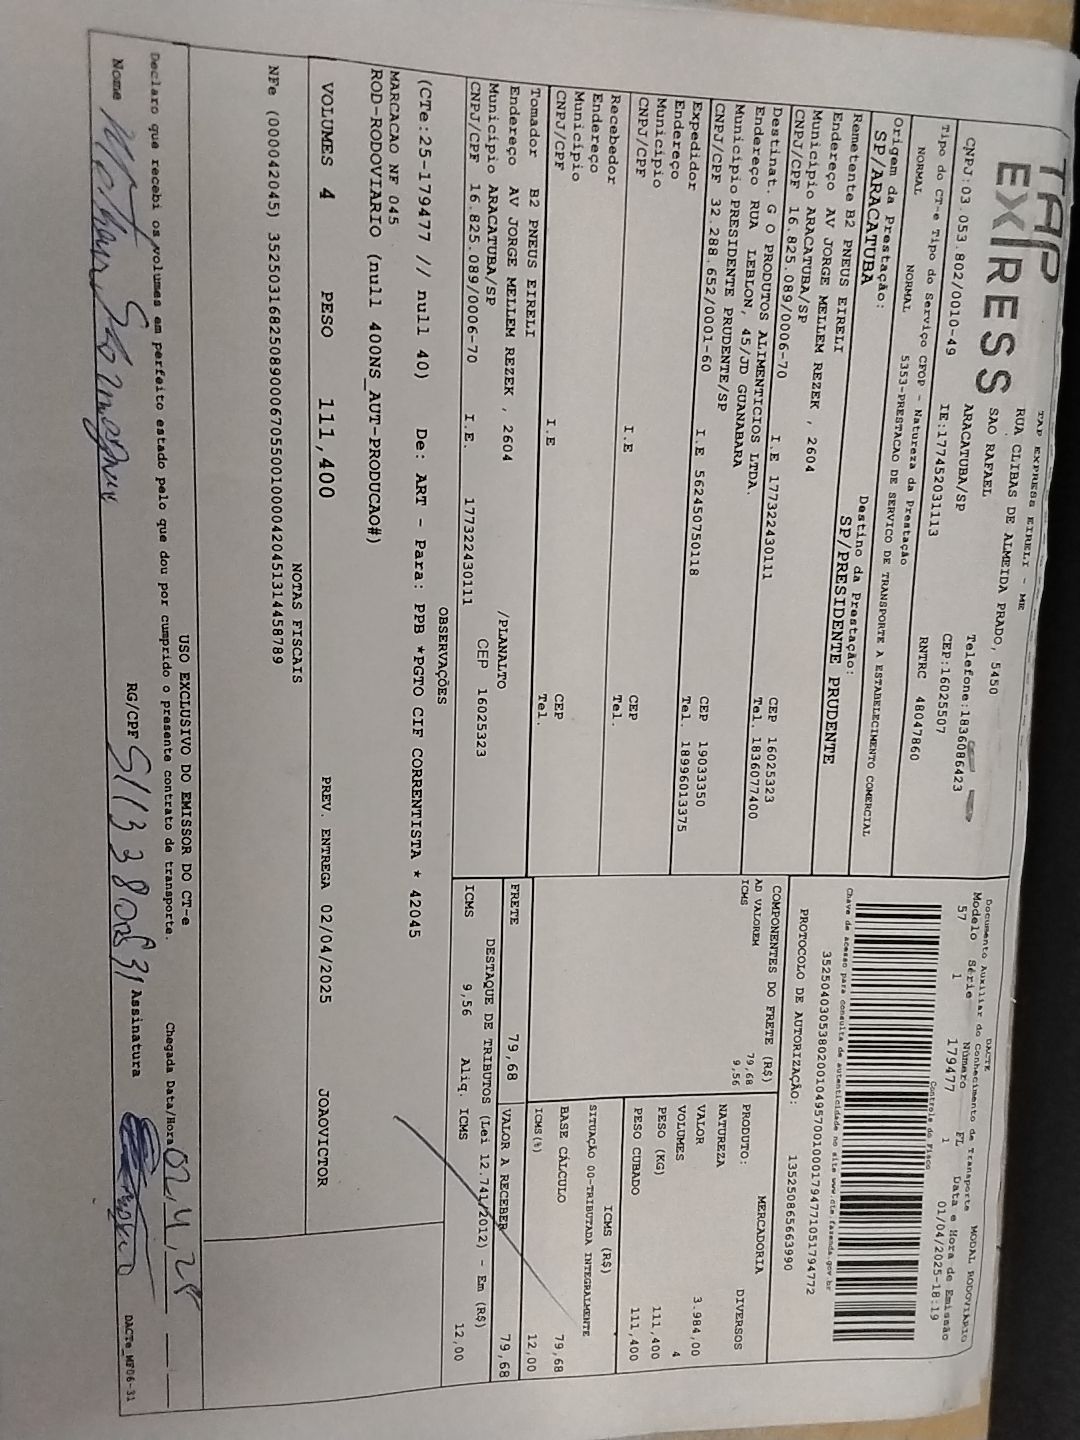 TAP EXPRESS
TAP EXPRESS EIRELI - ME
RUA CLIBAS DE ALMEIDA PRADO, 5450
SAO RAFAEL
ARACATUBA/SP
Telefone:1836086423
CNPJ:03.053.802/0010-49
IE:177452031113
CEP:16025507
Tipo do CT-e Tipo do Serviço CFOP - Natureza da Prestação
RNTRC 48047860
NORMAL NORMAL 5353-PRESTACAO DE SERVICO DE TRANSPORTE A ESTABELECIMENTO COMERCIAL
Origem da Prestação:
Destino da Prestação:
SP/ARACATUBA
SP/PRESIDENTE PRUDENTE
Remetente B2 PNEUS EIRELI
Endereço AV JORGE MELLEM REZEK , 2604
Município ARACATUBA/SP
CEP 16025323
CNPJ/CPF 16.825.089/0006-70 I.E 177322430111 Tel. 1836077400
Destinat. G O PRODUTOS ALIMENTICIOS LTDA.
Endereço RUA LEBLON, 45/JD GUANABARA
Município PRESIDENTE PRUDENTE/SP
CEP 19033350
CNPJ/CPF 32.288.652/0001-60 I.E 562450750118 Tel. 18996013375
Expedidor
Endereço
Município CEP
CNPJ/CPF I.E Tel.
Recebedor
Endereço
Município CEP
CNPJ/CPF I.E Tel.
Tomador B2 PNEUS EIRELI
Endereço AV JORGE MELLEM REZEK , 2604 /PLANALTO
Município ARACATUBA/SP CEP 16025323
CNPJ/CPF 16.825.089/0006-70 I.E. 177322430111
DACTE
Documento Auxiliar do Conhecimento de Transporte MODAL RODOVIÁRIO
Modelo Série Número FL Data e Hora de Emissão
57 1 179477 1 01/04/2025-18:19
Controle do Fisco
Chave de acesso para consulta de autenticidade no site www.cte.fazenda.gov.br
35250403053802001049570010001794771051794772
PROTOCOLO DE AUTORIZAÇÃO: 135250865663990
COMPONENTES DO FRETE (R$)
AD VALOREM 79,68
ICMS 9,56
FRETE 79,68
MERCADORIA
PRODUTO: DIVERSOS
NATUREZA
VALOR 3.984,00
VOLUMES 4
PESO (KG) 111,400
PESO CUBADO 111,400
ICMS (R$)
SITUAÇÃO 00-TRIBUTADA INTEGRALMENTE
BASE CÁLCULO 79,68
ICMS(%) 12,00
VALOR A RECEBER 79,68
DESTAQUE DE TRIBUTOS (Lei 12.741/2012) - Em (R$)
ICMS 9,56 Aliq. ICMS 12,00
OBSERVAÇÕES
(CTe:25-179477 // null 40) De: ART - Para: PPB *PGTO CIF CORRENTISTA * 42045
MARCACAO NF 045
ROD-RODOVIARIO (null 400NS_AUT-PRODUCAO#)
VOLUMES 4 PESO 111,400 PREV. ENTREGA 02/04/2025 JOAOVICTOR
NOTAS FISCAIS
NFe (000042045) 35250316825089000670550010000420451314458789
USO EXCLUSIVO DO EMISSOR DO CT-e
Declaro que recebi os volumes em perfeito estado pelo que dou por cumprido o presente contrato de transporte.
Chegada Data/Hora
Nome RG/CPF Assinatura
DACTe_MF06-31